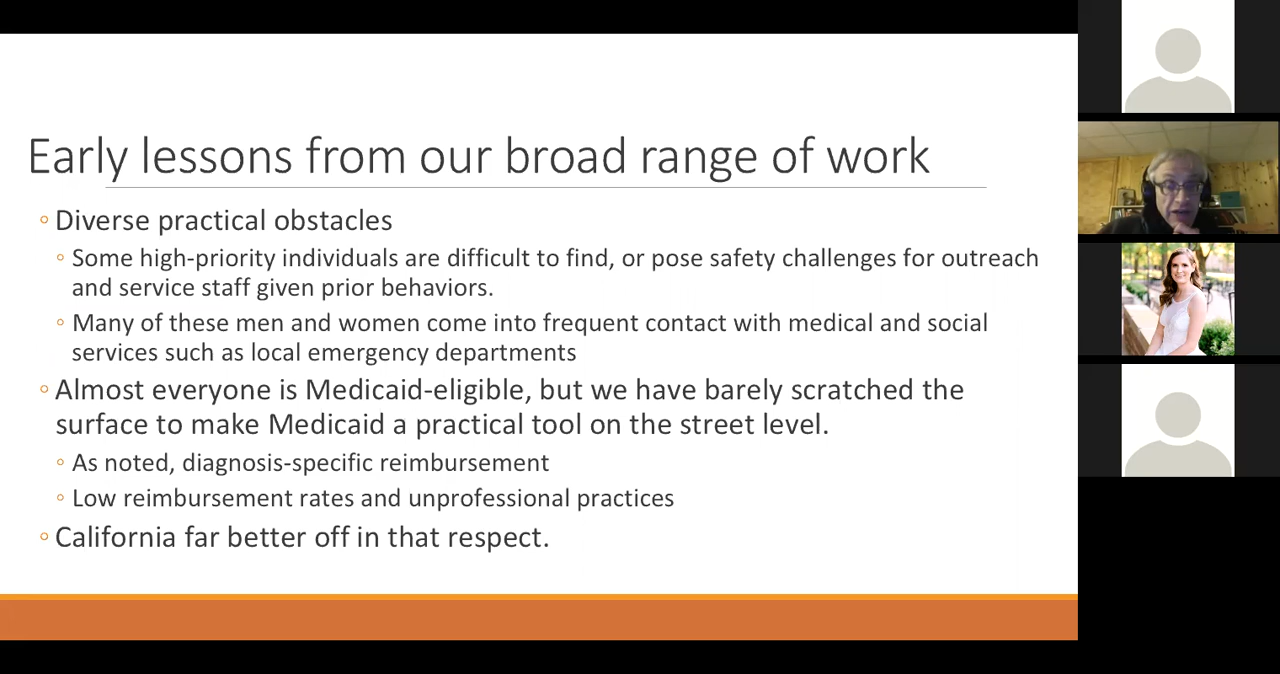 Early lessons from our broad range of work
◦ Diverse practical obstacles
◦ Some high-priority individuals are difficult to find, or pose safety challenges for outreach
and service staff given prior behaviors.
◦ Many of these men and women come into frequent contact with medical and social
services such as local emergency departments
◦ Almost everyone is Medicaid-eligible, but we have barely scratched the
surface to make Medicaid a practical tool on the street level.
◦ As noted, diagnosis-specific reimbursement
◦ Low reimbursement rates and unprofessional practices
◦ California far better off in that respect.